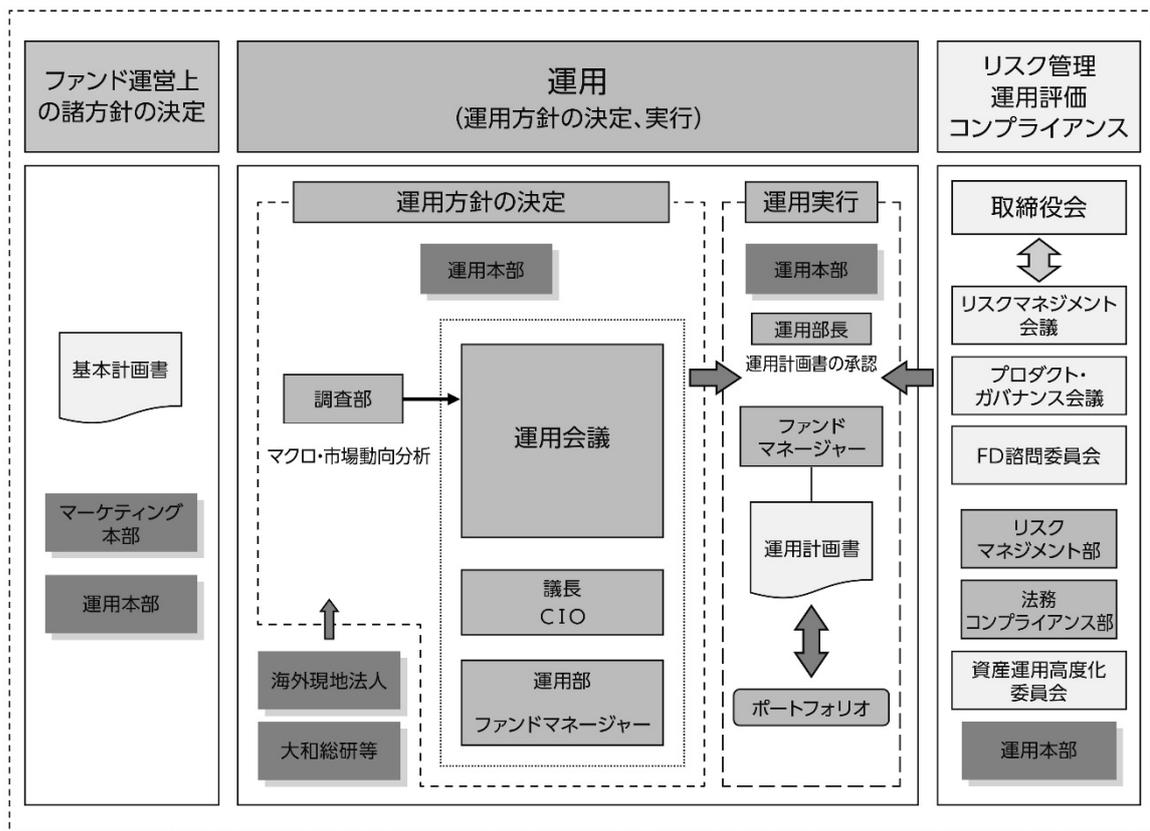 ファンド運営上
の諸方針の決定
運用
（運用方針の決定、実行）
リスク管理
運用評価
コンプライアンス
基本計画書
マーケティング
本部
運用本部
運用方針の決定
運用本部
調査部
マクロ・市場動向分析
運用会議
議長
CIO
運用部
ファンドマネージャー
海外現地法人
大和総研等
運用実行
運用本部
運用部長
運用計画書の承認
ファンド
マネージャー
運用計画書
ポートフォリオ
取締役会
リスクマネジメント
会議
プロダクト・
ガバナンス会議
FD諮問委員会
リスク
マネジメント部
法務
コンプライアンス部
資産運用高度化
委員会
運用本部